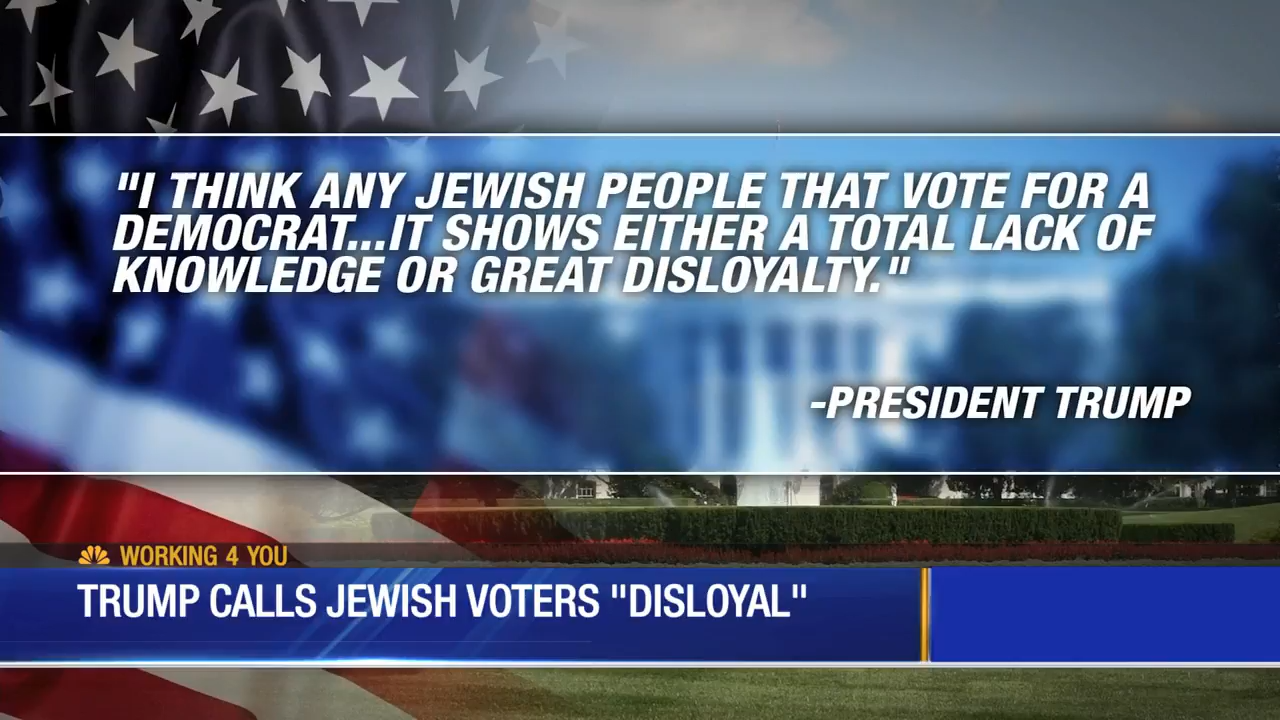 "I THINK ANY JEWISH PEOPLE THAT VOTE FOR A
DEMOCRAT...IT SHOWS EITHER A TOTAL LACK OF
KNOWLEDGE OR GREAT DISLOYALTY."
-PRESIDENT TRUMP
WORKING 4 YOU
TRUMP CALLS JEWISH VOTERS "DISLOYAL"